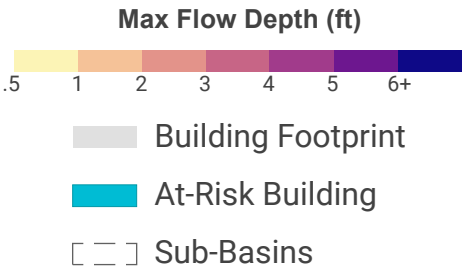 Max Flow Depth (ft)
.5 1 2 3 4 5 6+
Building Footprint
At-Risk Building
Sub-Basins